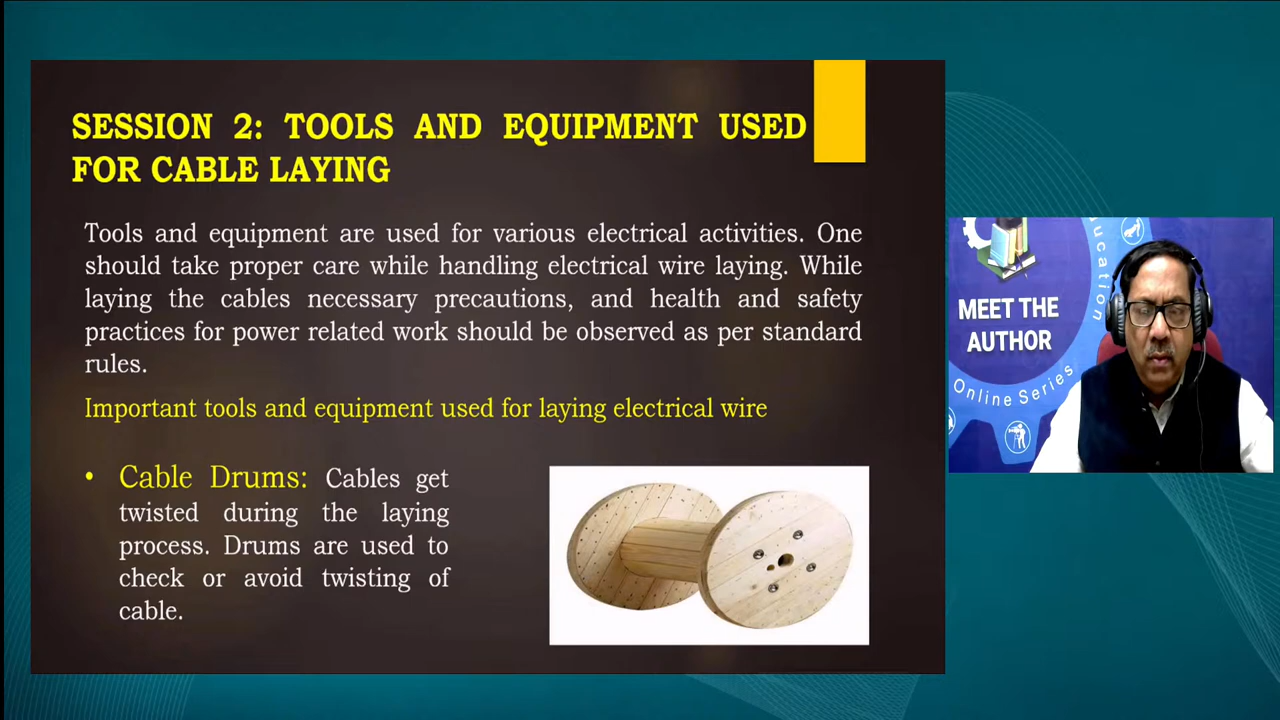 SESSION 2: TOOLS AND EQUIPMENT USED
FOR CABLE LAYING
Tools and equipment are used for various electrical activities. One
should take proper care while handling electrical wire laying. While
laying the cables necessary precautions, and health and safety
practices for power related work should be observed as per standard
rules.
Important tools and equipment used for laying electrical wire
• Cable Drums: Cables get
twisted during the laying
process. Drums are used to
check or avoid twisting of
cable.
MEET THE
AUTHOR
Online Series
ucation